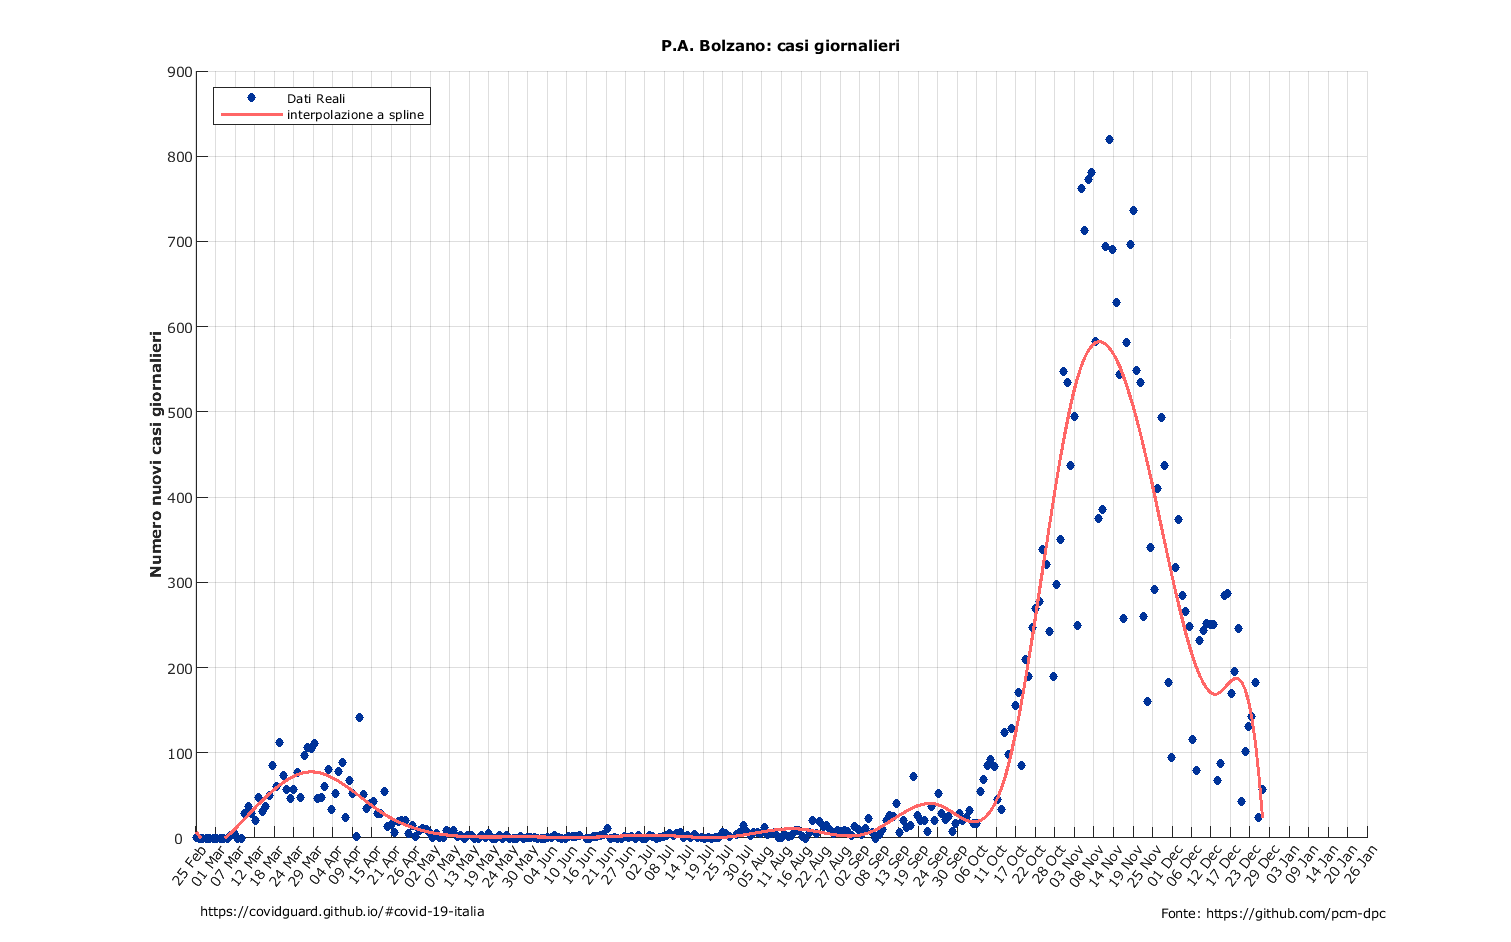 P.A. Bolzano: casi giornalieri
900
800
700
600
500
400
300
200
100
0
Dati Reali
interpolazione a spline
Numero nuovi casi giornalieri
25 Feb
01 Mar
07 Mar
12 Mar
18 Mar
24 Mar
29 Mar
04 Apr
09 Apr
15 Apr
21 Apr
26 Apr
02 May
07 May
13 May
19 May
24 May
30 May
04 Jun
10 Jun
16 Jun
21 Jun
27 Jun
02 Jul
08 Jul
14 Jul
19 Jul
25 Jul
30 Jul
05 Aug
11 Aug
16 Aug
22 Aug
27 Aug
02 Sep
08 Sep
13 Sep
19 Sep
24 Sep
30 Sep
06 Oct
11 Oct
17 Oct
22 Oct
28 Oct
03 Nov
08 Nov
14 Nov
19 Nov
25 Nov
01 Dec
06 Dec
12 Dec
17 Dec
23 Dec
29 Dec
03 Jan
09 Jan
14 Jan
20 Jan
26 Jan
https://covidguard.github.io/#covid-19-italia
Fonte: https://github.com/pcm-dpc